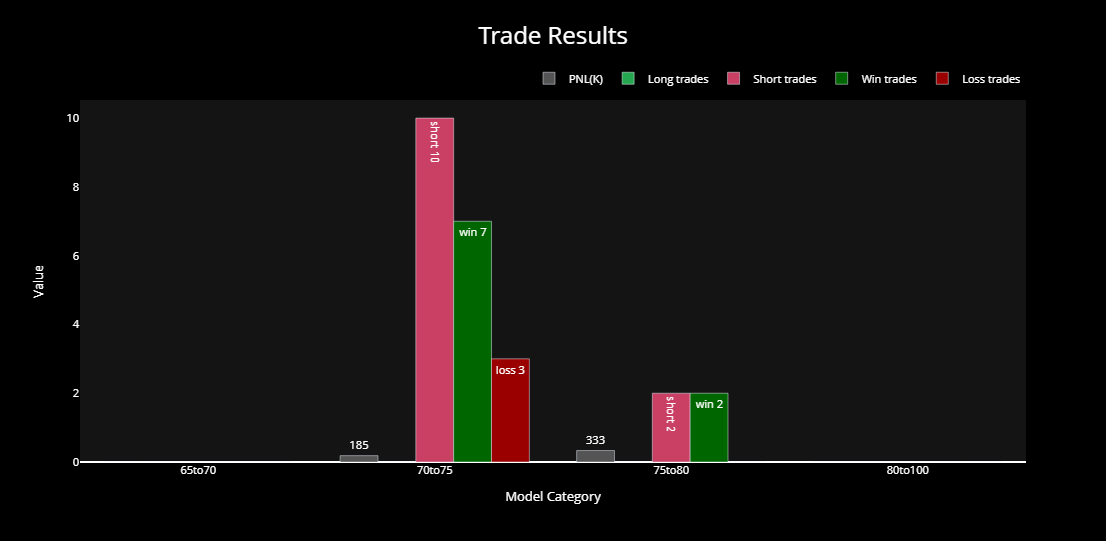 Trade Results
PNL(K) Long trades Short trades Win trades Loss trades
10
8
6
4
2
0
Value
short 10
win 7
loss 3
185
333
short 2
win 2
65to70 70to75 75to80 80to100
Model Category